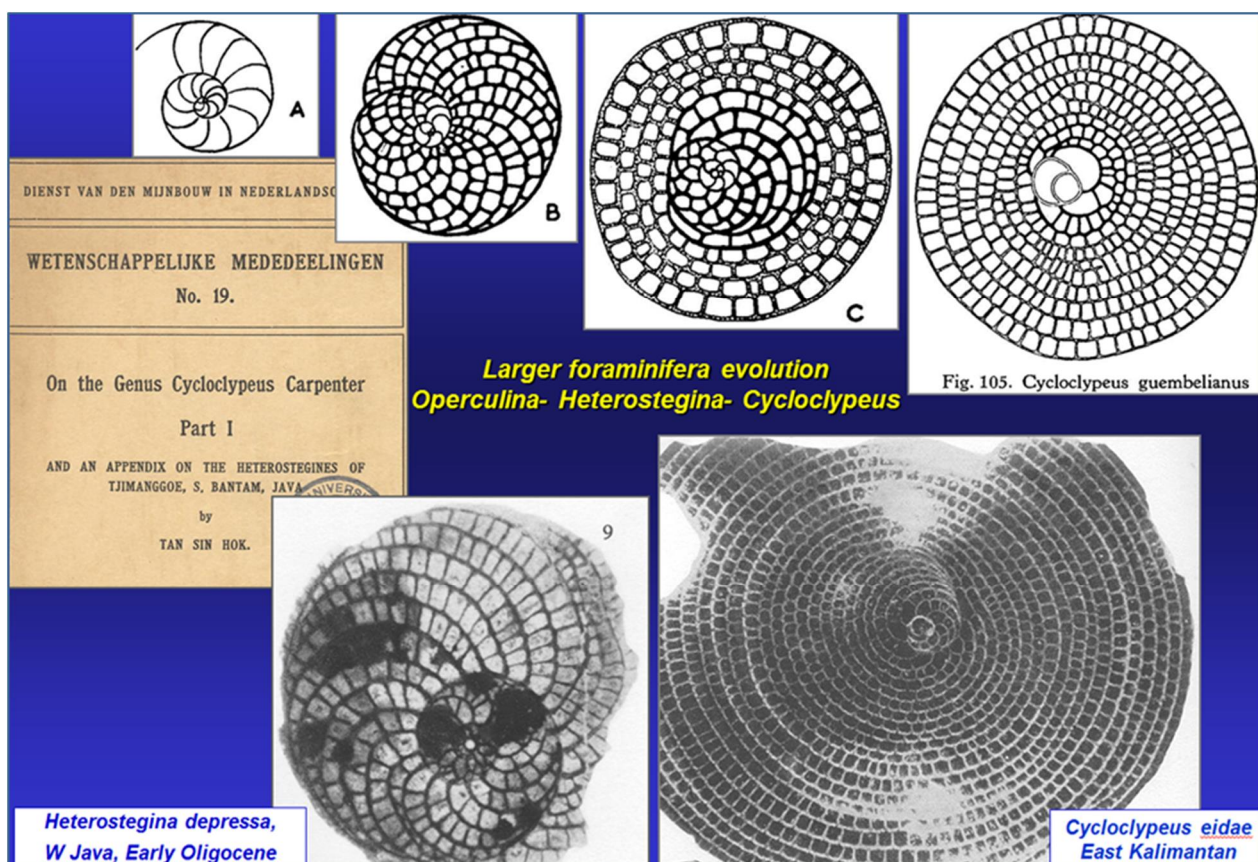 A
B
C
Fig. 105. Cycloclypeus guembelianus
DIENST VAN DEN MIJNBOUW IN NEDERLANDSC
WETENSCHAPPELIJKE MEDEDEELINGEN
No. 19.
On the Genus Cycloclypeus Carpenter
Part I
AND AN APPENDIX ON THE HETEROSTEGINES OF
TJIMANGGOE, S. BANTAM, JAVA
by
TAN SIN HOK.
UNIVERSI
Larger foraminifera evolution
Operculina- Heterostegina- Cycloclypeus
9
Heterostegina depressa,
W Java, Early Oligocene
Cycloclypeus eidae
East Kalimantan